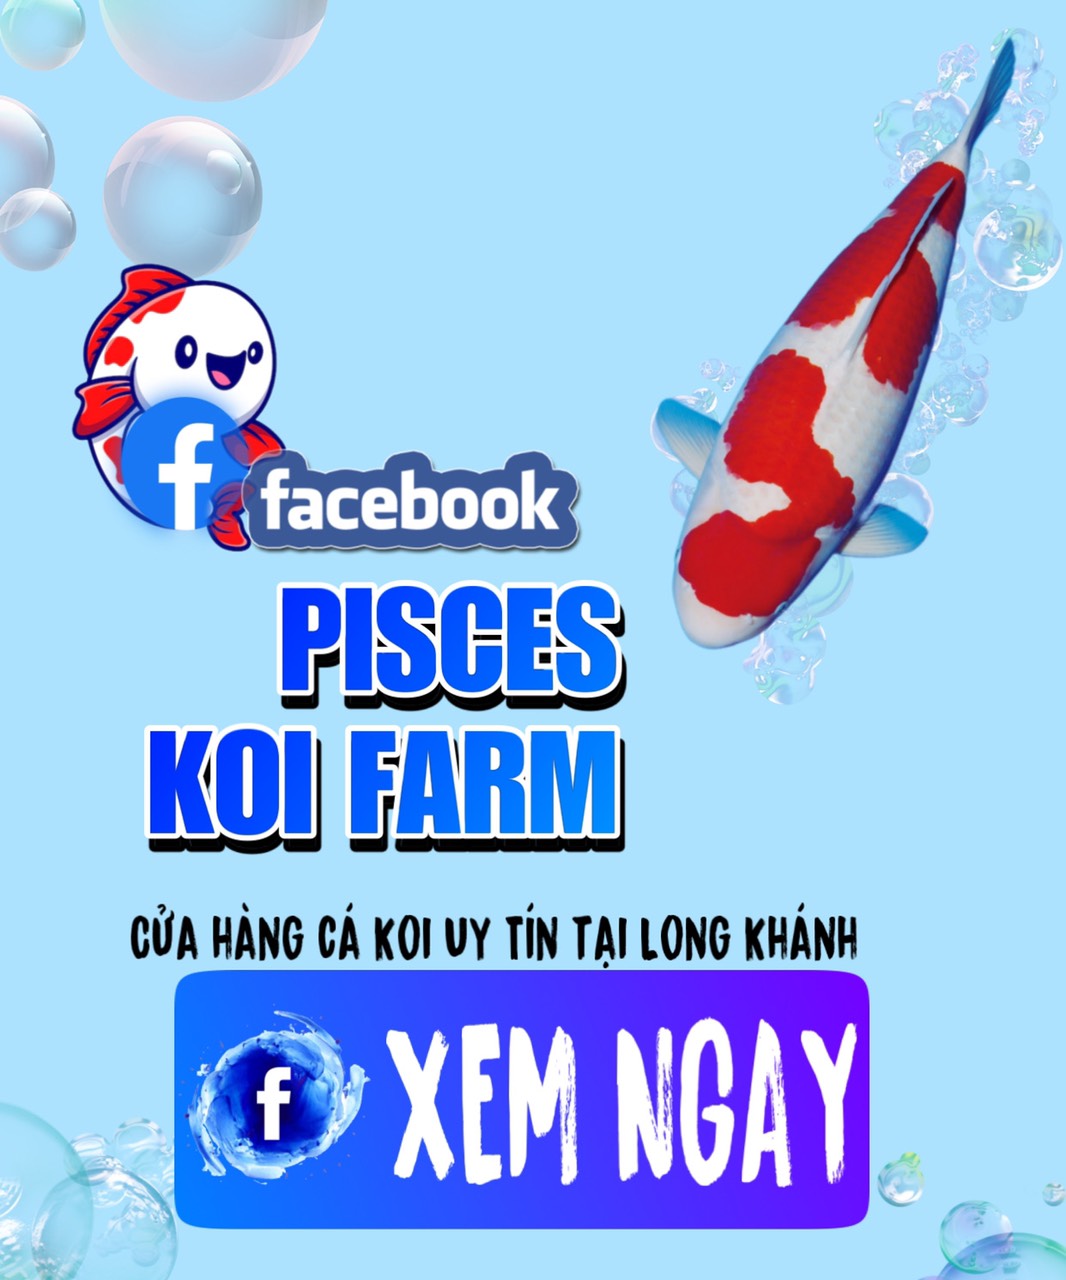 f
facebook
PISCES
KOI FARM
CỬA HÀNG CÁ KOI UY TÍN TẠI LONG KHÁNH
f
XEM NGAY